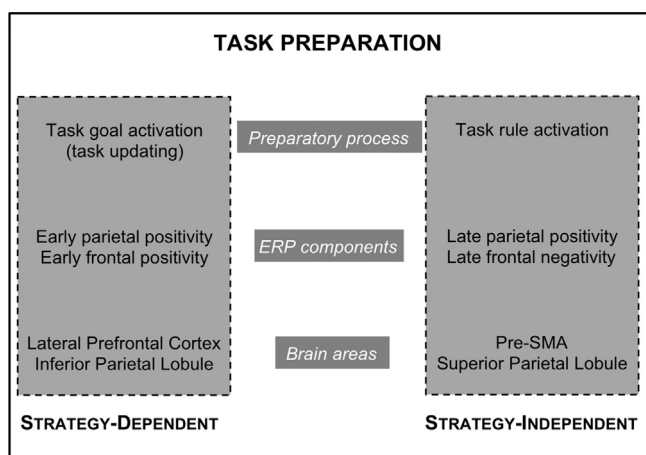 TASK PREPARATION
Task goal activation
(task updating)
Preparatory process
Task rule activation
Early parietal positivity
Early frontal positivity
ERP components
Late parietal positivity
Late frontal negativity
Lateral Prefrontal Cortex
Inferior Parietal Lobule
Brain areas
Pre-SMA
Superior Parietal Lobule
STRATEGY-DEPENDENT
STRATEGY-INDEPENDENT